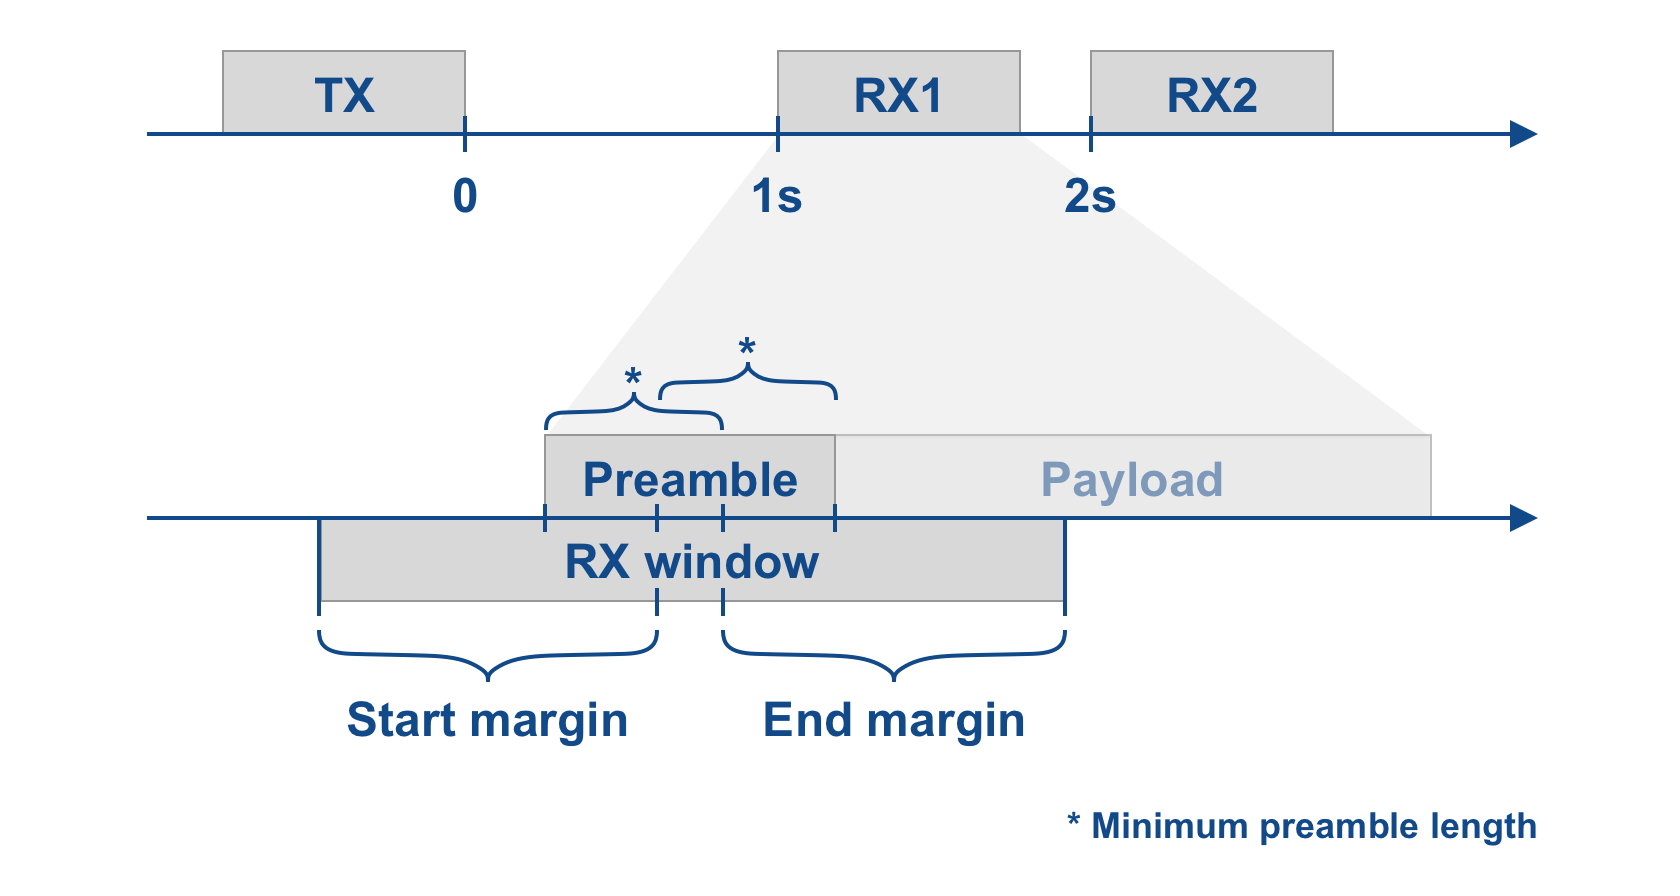 TX RX1 RX2
0 1s 2s
*
*
Preamble Payload
RX window
Start margin End margin
* Minimum preamble length